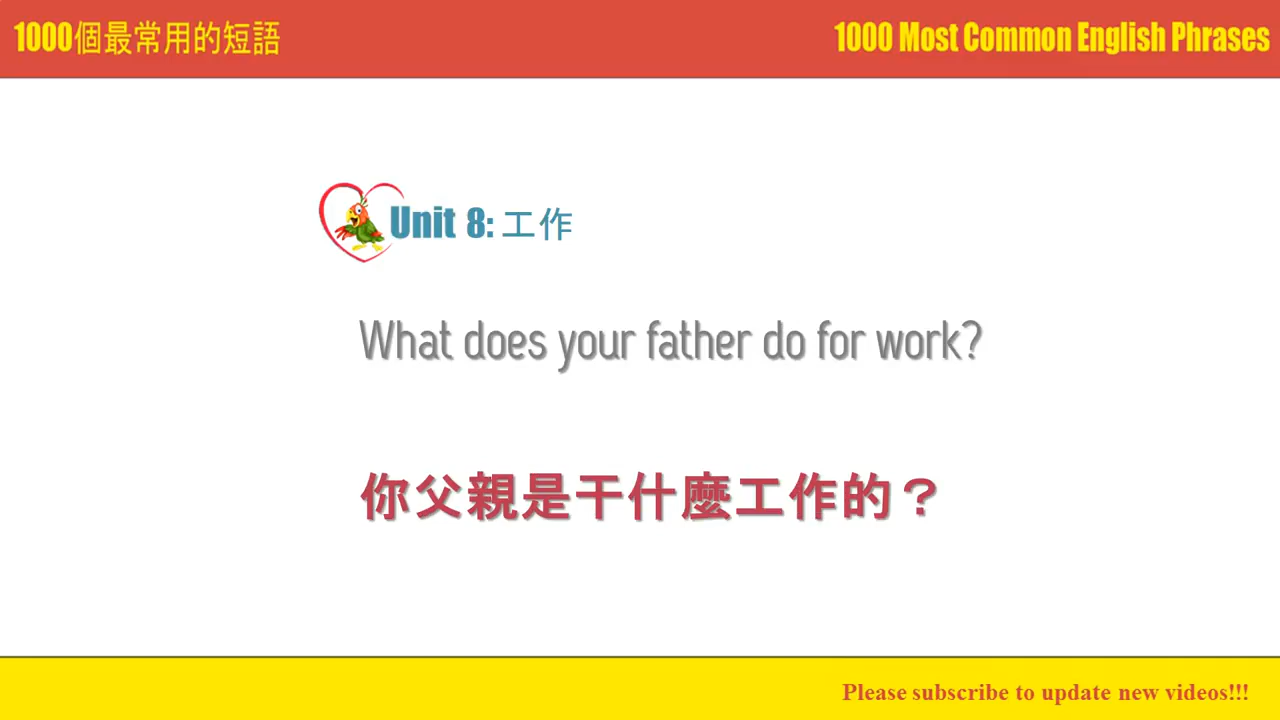 1000個最常用的短語
1000 Most Common English Phrases
Unit 8: 工作
What does your father do for work?
你父親是干什麼工作的？
Please subscribe to update new videos!!!